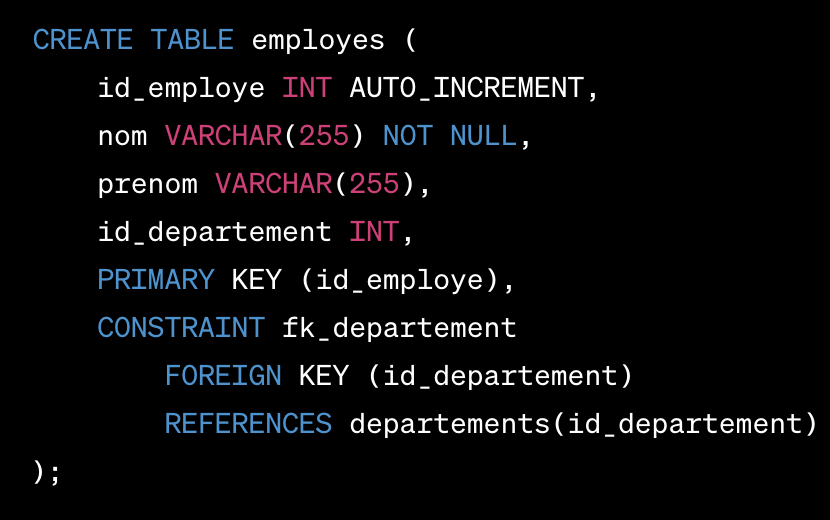 CREATE TABLE employes (
id_employe INT AUTO_INCREMENT,
nom VARCHAR(255) NOT NULL,
prenom VARCHAR(255),
id_departement INT,
PRIMARY KEY (id_employe),
CONSTRAINT fk_departement
FOREIGN KEY (id_departement)
REFERENCES departements(id_departement)
);